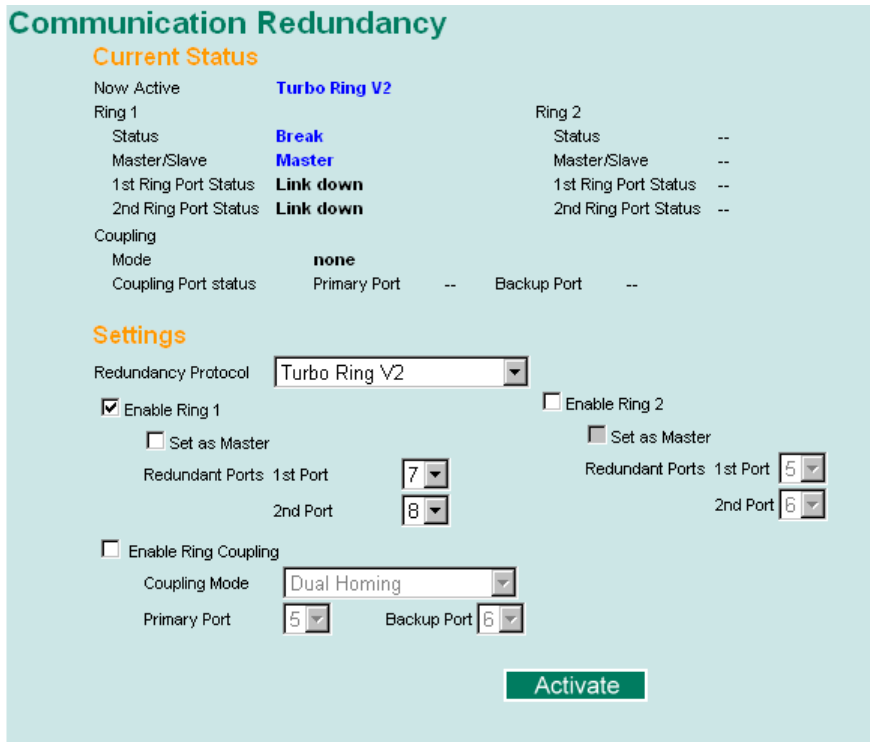 Communication Redundancy
Current Status
Now Active Turbo Ring V2
Ring 1 Ring 2
Status Break Status --
Master/Slave Master Master/Slave --
1st Ring Port Status Link down 1st Ring Port Status --
2nd Ring Port Status Link down 2nd Ring Port Status --
Coupling
Mode none
Coupling Port status Primary Port -- Backup Port --
Settings
Redundancy Protocol Turbo Ring V2
Enable Ring 1 Enable Ring 2
Set as Master Set as Master
Redundant Ports 1st Port 7 Redundant Ports 1st Port 5
2nd Port 8 2nd Port 6
Enable Ring Coupling
Coupling Mode Dual Homing
Primary Port 5 Backup Port 6
Activate